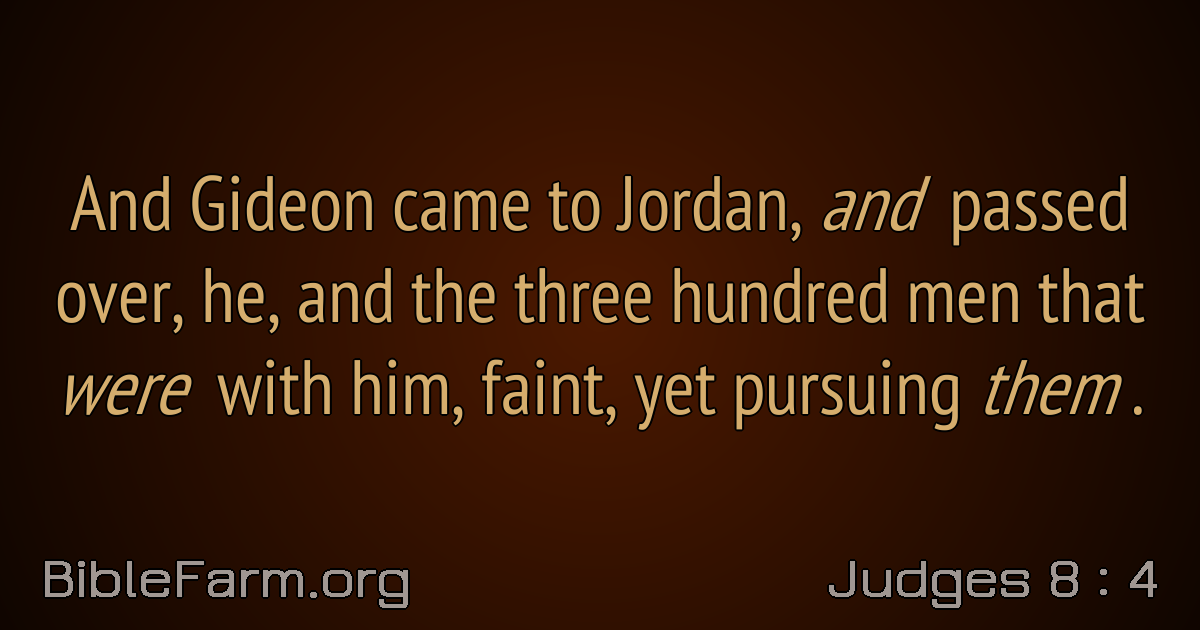 And Gideon came to Jordan, and passed
over, he, and the three hundred men that
were with him, faint, yet pursuing them .
BibleFarm.org
Judges 8 : 4